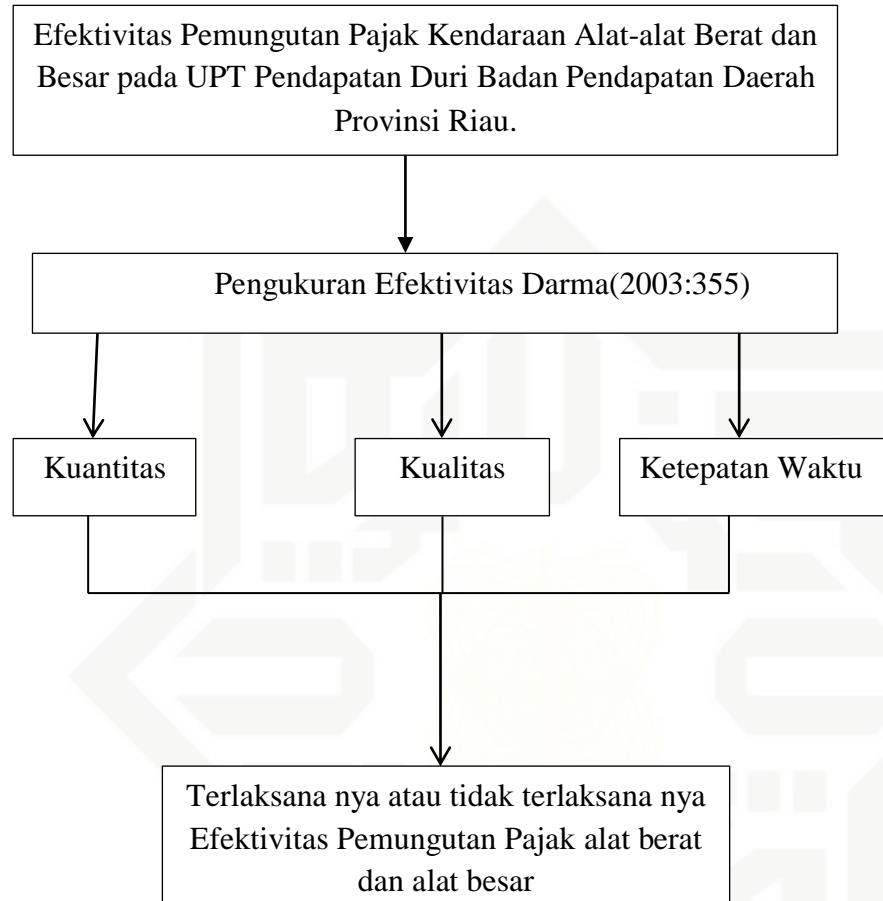 Efektivitas Pemungutan Pajak Kendaraan Alat-alat Berat dan
Besar pada UPT Pendapatan Duri Badan Pendapatan Daerah
Provinsi Riau.
Pengukuran Efektivitas Darma(2003:355)
Kuantitas
Kualitas
Ketepatan Waktu
Terlaksana nya atau tidak terlaksana nya
Efektivitas Pemungutan Pajak alat berat
dan alat besar